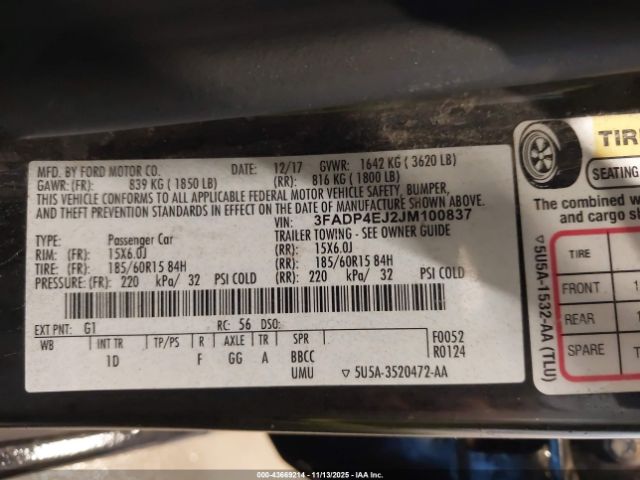 MFD. BY FORD MOTOR CO.
DATE: 12/17 GVWR: 1642 KG ( 3620 LB)
GAWR: (FR): 839 KG ( 1850 LB) (RR): 816 KG ( 1800 LB)
THIS VEHICLE CONFORMS TO ALL APPLICABLE FEDERAL MOTOR VEHICLE SAFETY, BUMPER,
AND THEFT PREVENTION STANDARDS IN EFFECT ON THE DATE OF MANUFACTURE SHOWN ABOVE.
VIN: 3FADP4EJ2JM100837
TYPE: Passenger Car TRAILER TOWING - SEE OWNER GUIDE
RIM: (FR): 15X6.0J (RR): 15X6.0J
TIRE: (FR): 185/60R15 84H (RR): 185/60R15 84H
PRESSURE: (FR): 220 kPa/ 32 PSI COLD (RR): 220 kPa/ 32 PSI COLD
EXT PNT: G1 RC: 56 DSO:
WB INT TR TP/PS R AXLE TR SPR F0052
1D F GG A BBCC R0124
UMU ▽ 5U5A-3520472-AA
TIR
SEATING
The combined w
and cargo s
TIRE
FRONT 1
REAR 1
SPARE T
▽5U5A-1532-AA (TLU)
000-43669214 - 11/13/2025 - IAA Inc.